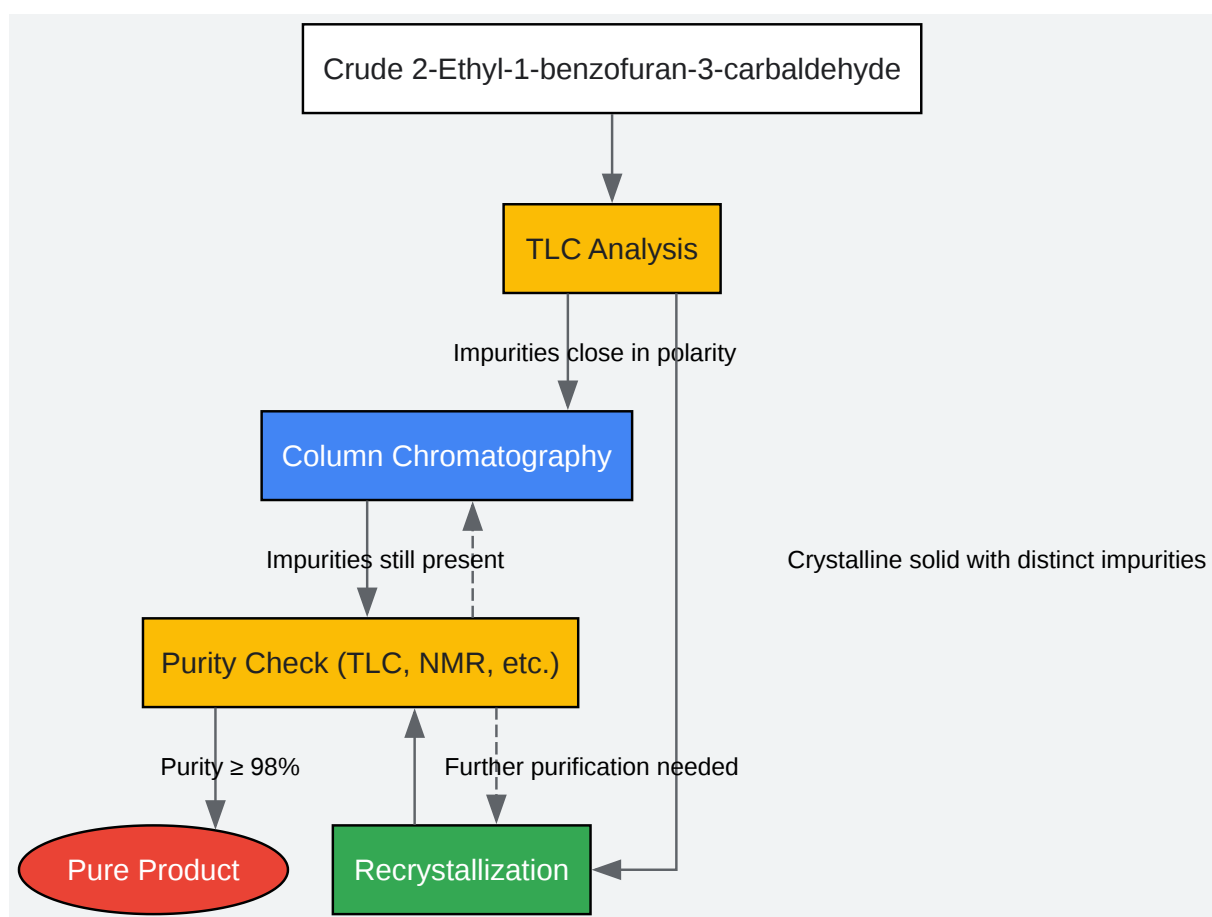 Crude 2-Ethyl-1-benzofuran-3-carbaldehyde
TLC Analysis
Impurities close in polarity
Column Chromatography
Impurities still present
Crystalline solid with distinct impurities
Purity Check (TLC, NMR, etc.)
Purity ≥ 98%
Further purification needed
Pure Product
Recrystallization